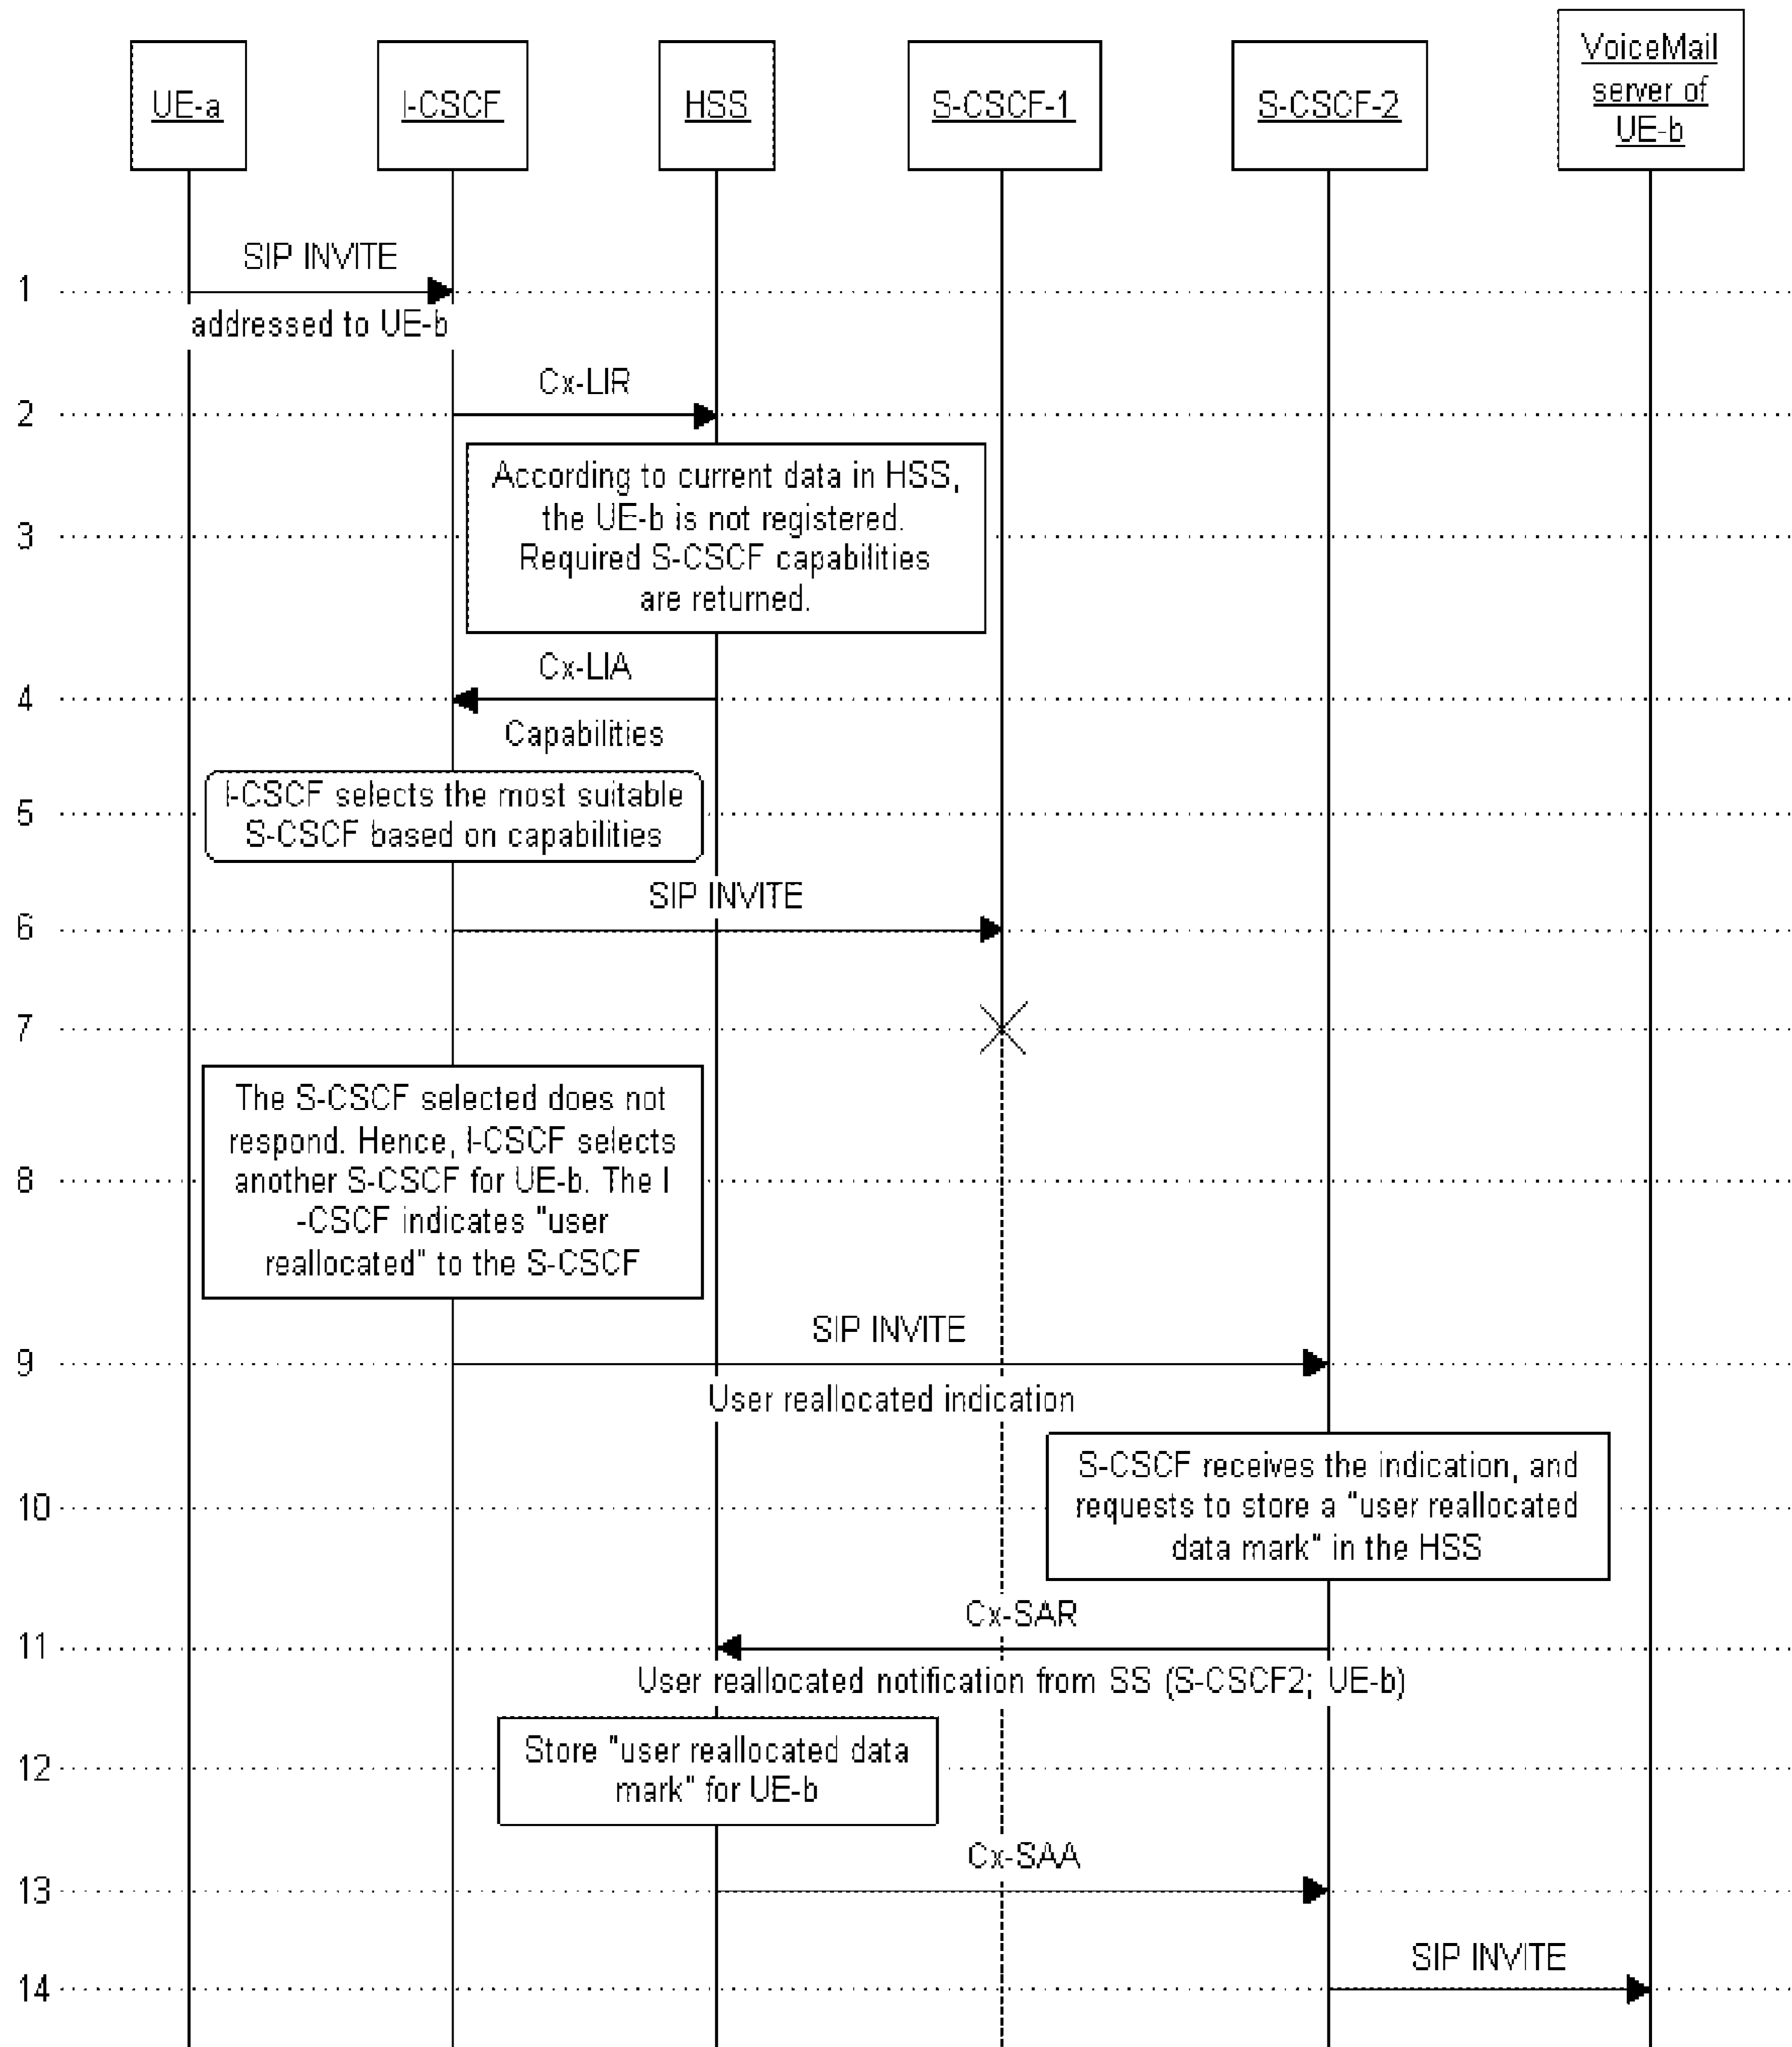 VoiceMail
server of
UE-b
UE-a
I-CSCF
HSS
S-CSCF-1
S-CSCF-2
SIP INVITE
1
addressed to UE-b
Cx-LIR
2
According to current data in HSS,
the UE-b is not registered.
3
Required S-CSCF capabilities
are returned.
Cx-LIA
4
Capabilities
I-CSCF selects the most suitable
5
S-CSCF based on capabilities
SIP INVITE
6
7
The S-CSCF selected does not
respond. Hence, I-CSCF selects
another S-CSCF for UE-b. The I
8
-CSCF indicates "user
reallocated" to the S-CSCF
SIP INVITE
9
User reallocated indication
S-CSCF receives the indication, and
requests to store a "user reallocated
10
data mark" in the HSS
Cx-SAR
11
User reallocated notification from SS (S-CSCF2; UE-b)
Store "user reallocated data
12
mark" for UE-b
Cx-SAA
13
SIP INVITE
14